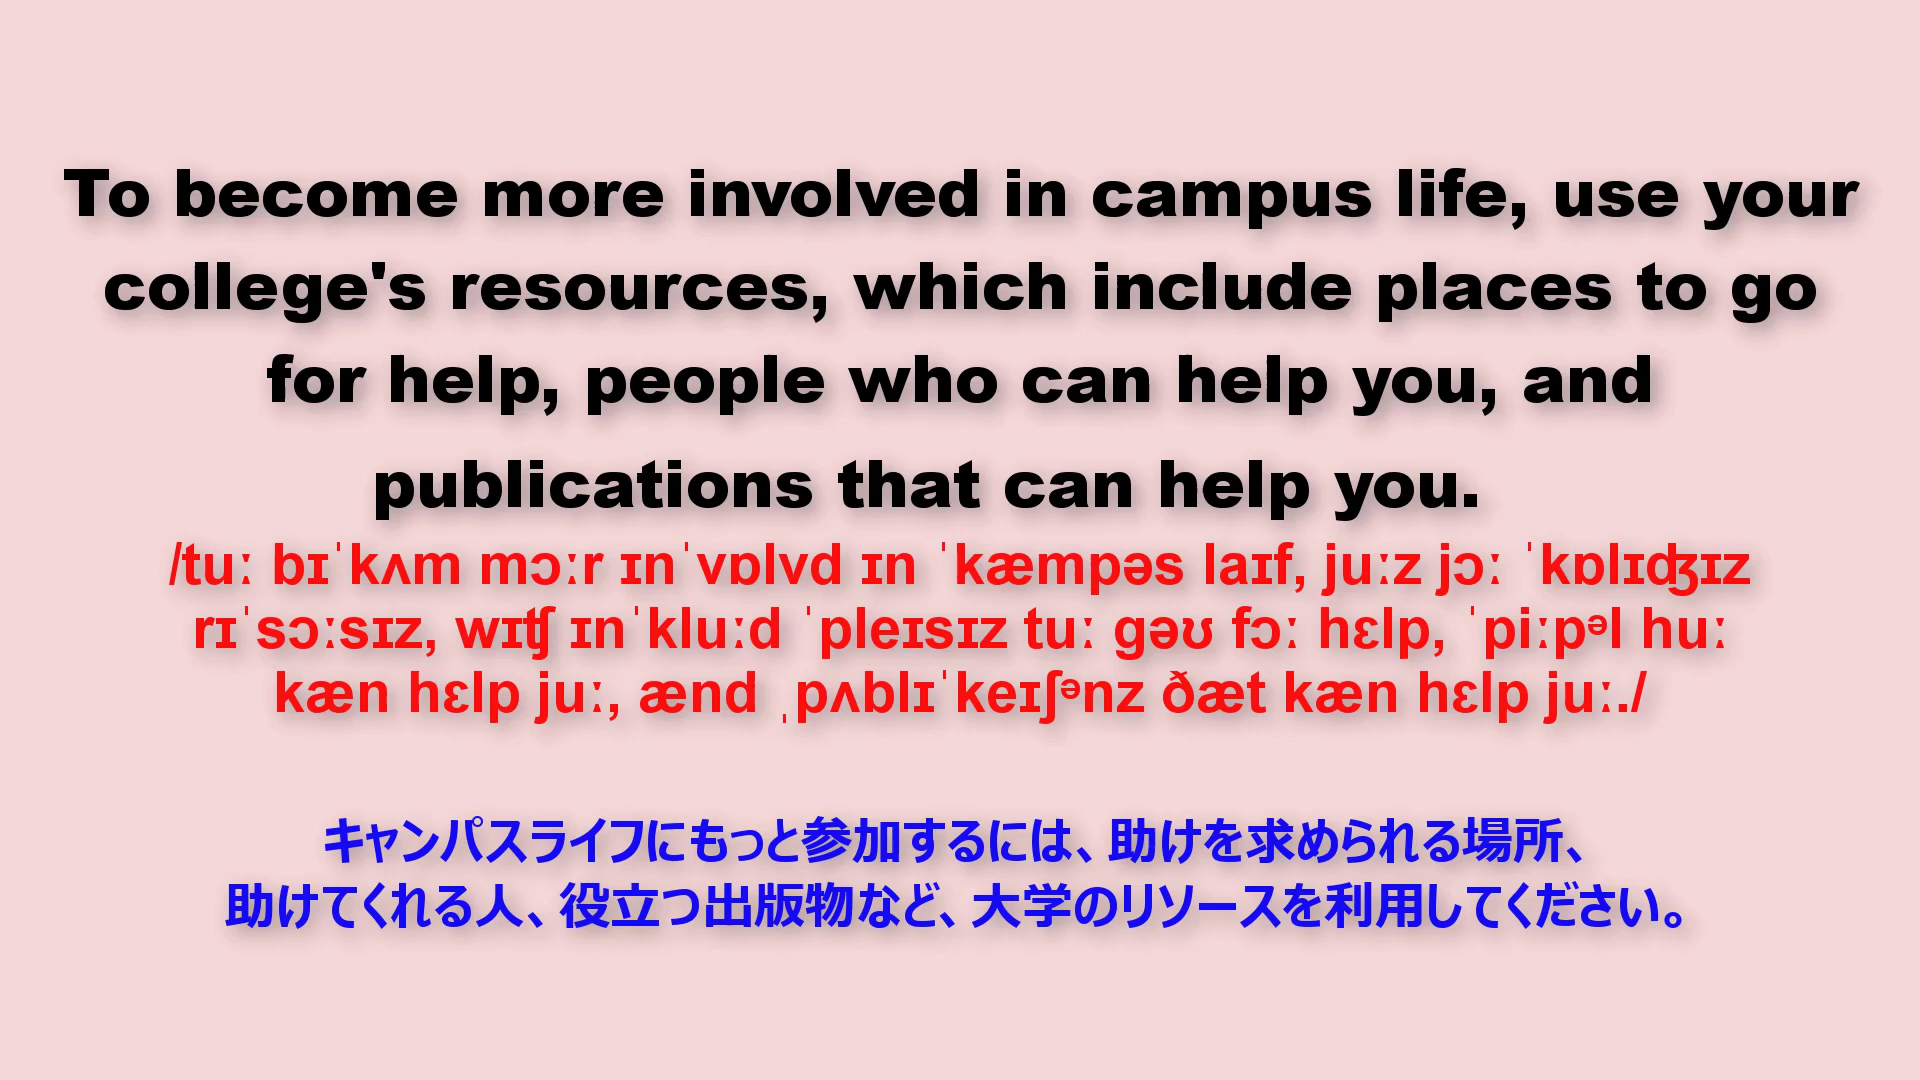 To become more involved in campus life, use your
college's resources, which include places to go
for help, people who can help you, and
publications that can help you.
/tuː bɪˈkʌm mɔːr ɪnˈvɒlvd ɪn ˈkæmpəs laɪf, juːz jɔː ˈkɒlɪʤɪz
rɪˈsɔːsɪz, wɪʧ ɪnˈkluːd ˈpleɪsɪz tuː gəʊ fɔː hɛlp, ˈpiːpᵊl huː
kæn hɛlp juː, ænd ˌpʌblɪˈkeɪʃᵊnz ðæt kæn hɛlp juː./
キャンパスライフにもっと参加するには、助けを求められる場所、
助けてくれる人、役立つ出版物など、大学のリソースを利用してください。